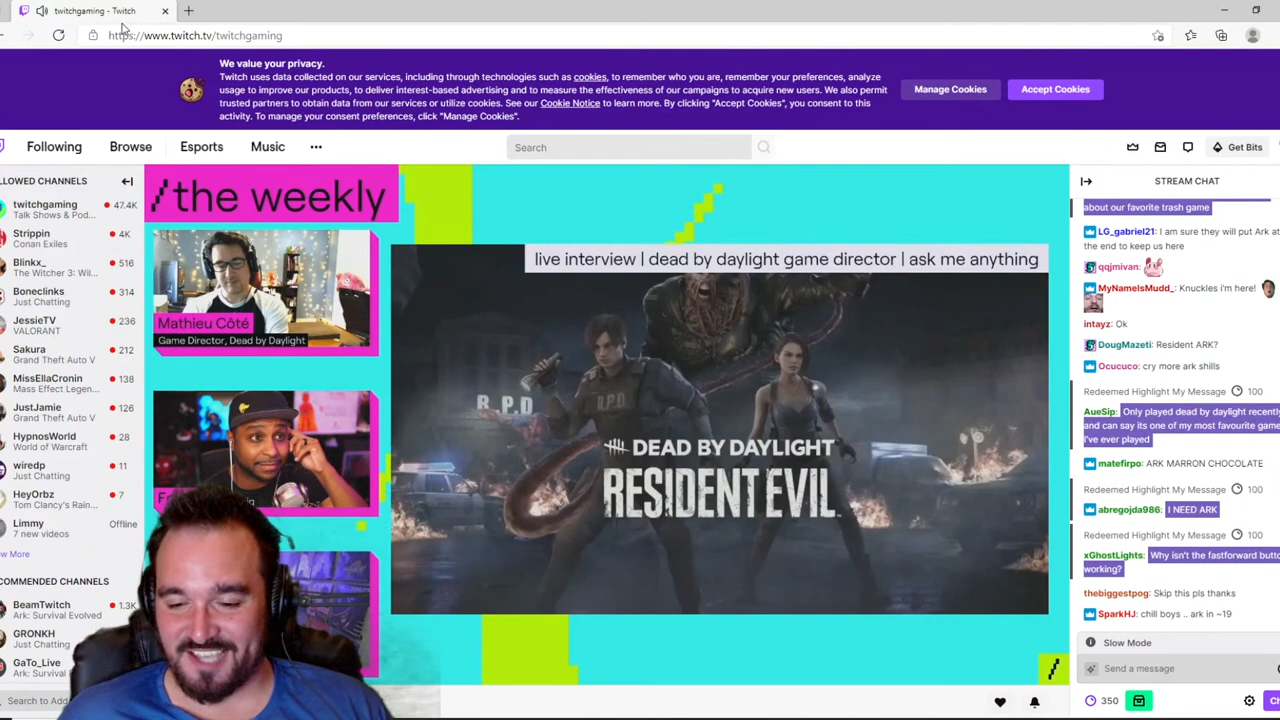 twitchgaming - Twitch
https://www.twitch.tv/twitchgaming
We value your privacy.
Twitch uses data collected on our services, including through technologies such as cookies, to remember who you are, remember your preferences, analyze
usage to improve our products, to deliver interest-based advertising and to measure the effectiveness of our campaigns to acquire new users. We also permit
trusted partners to obtain data from our services or utilize cookies. See our Cookie Notice to learn more. By clicking "Accept Cookies", you consent to this
activity. To manage your consent preferences, click "Manage Cookies".
Manage Cookies
Accept Cookies
Following
Browse
Esports
Music
Search
Get Bits
LLOWED CHANNELS
twitchgaming
47.4K
Talk Shows & Pod...
Strippin
4K
Conan Exiles
Blinkx_
516
The Witcher 3: Wil...
Boneclinks
314
Just Chatting
JessieTV
236
VALORANT
Sakura
212
Grand Theft Auto V
MissEllaCronin
138
Mass Effect Legen...
JustJamie
126
Grand Theft Auto V
HypnosWorld
28
World of Warcraft
wiredp
11
Just Chatting
HeyOrbz
7
Tom Clancy's Rain...
Limmy
Offline
7 new videos
ow More
COMMENDED CHANNELS
BeamTwitch
1.3K
Ark: Survival Evolved
GRONKH
Just Chatting
GaTo_Live
Ark: Survival E
Search to Add
/the weekly
Mathieu Côté
Game Director, Dead by Daylight
live interview | dead by daylight game director | ask me anything
R.P.D
R.P.D.
DEAD BY DAYLIGHT
RESIDENT EVIL
STREAM CHAT
about our favorite trash game
LG_gabriel21: I am sure they will put Ark at
the end to keep us here
qqjmivan:
MyNameIsMudd_: Knuckles i'm here!
intayz: Ok
DougMazeti: Resident ARK?
Ocucuco: cry more ark shills
Redeemed Highlight My Message 100
AueSip: Only played dead by daylight recently
and can say its one of my most favourite game
I've ever played
matefirpo: ARK MARRON CHOCOLATE
Redeemed Highlight My Message 100
abregojda986: I NEED ARK
Redeemed Highlight My Message 100
xGhostLights: Why isn't the fastforward butto
working?
thebiggestpog: Skip this pls thanks
SparkHJ: chill boys .. ark in ~19
Slow Mode
Send a message
350
Ch